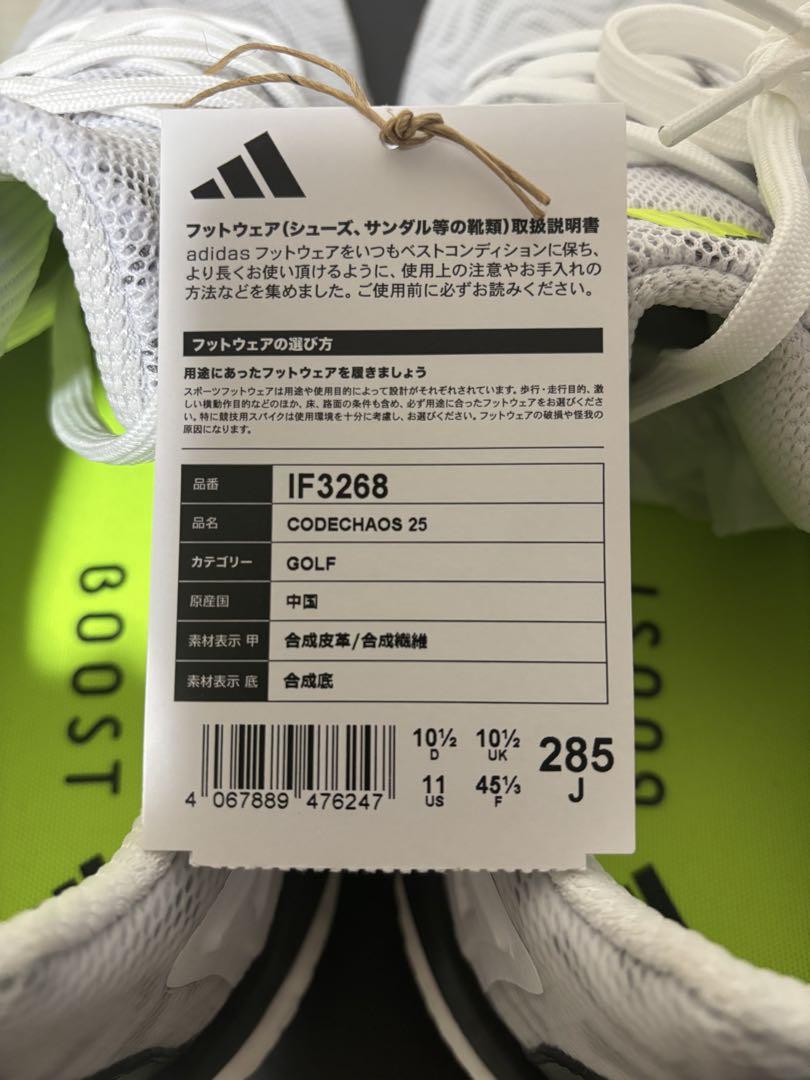 フットウェア(シューズ、サンダル等の靴類)取扱説明書
adidas フットウェアをいつもベストコンディションに保ち、
より長くお使い頂けるように、使用上の注意やお手入れの
方法などを集めました。ご使用前に必ずお読みください。
フットウェアの選び方
用途にあったフットウェアを履きましょう
スポーツフットウェアは用途や使用目的によって設計がそれぞれされています。歩行・走行目的、激
しい横動作目的などのほか、床、路面の条件も含め、必ず用途に合ったフットウェアをお選びくださ
い。特に競技用スパイクは使用環境を十分に考慮し、お選びください。フットウェアの破損や怪我の
原因になります。
品番 IF3268
品名 CODECHAOS 25
カテゴリー GOLF
原産国 中国
素材表示 甲 合成皮革/合成繊維
素材表示 底 合成底
4 067889 476247
10½ D 10½ UK
11 US 45⅓ F
285 J
BOOST
BOOST